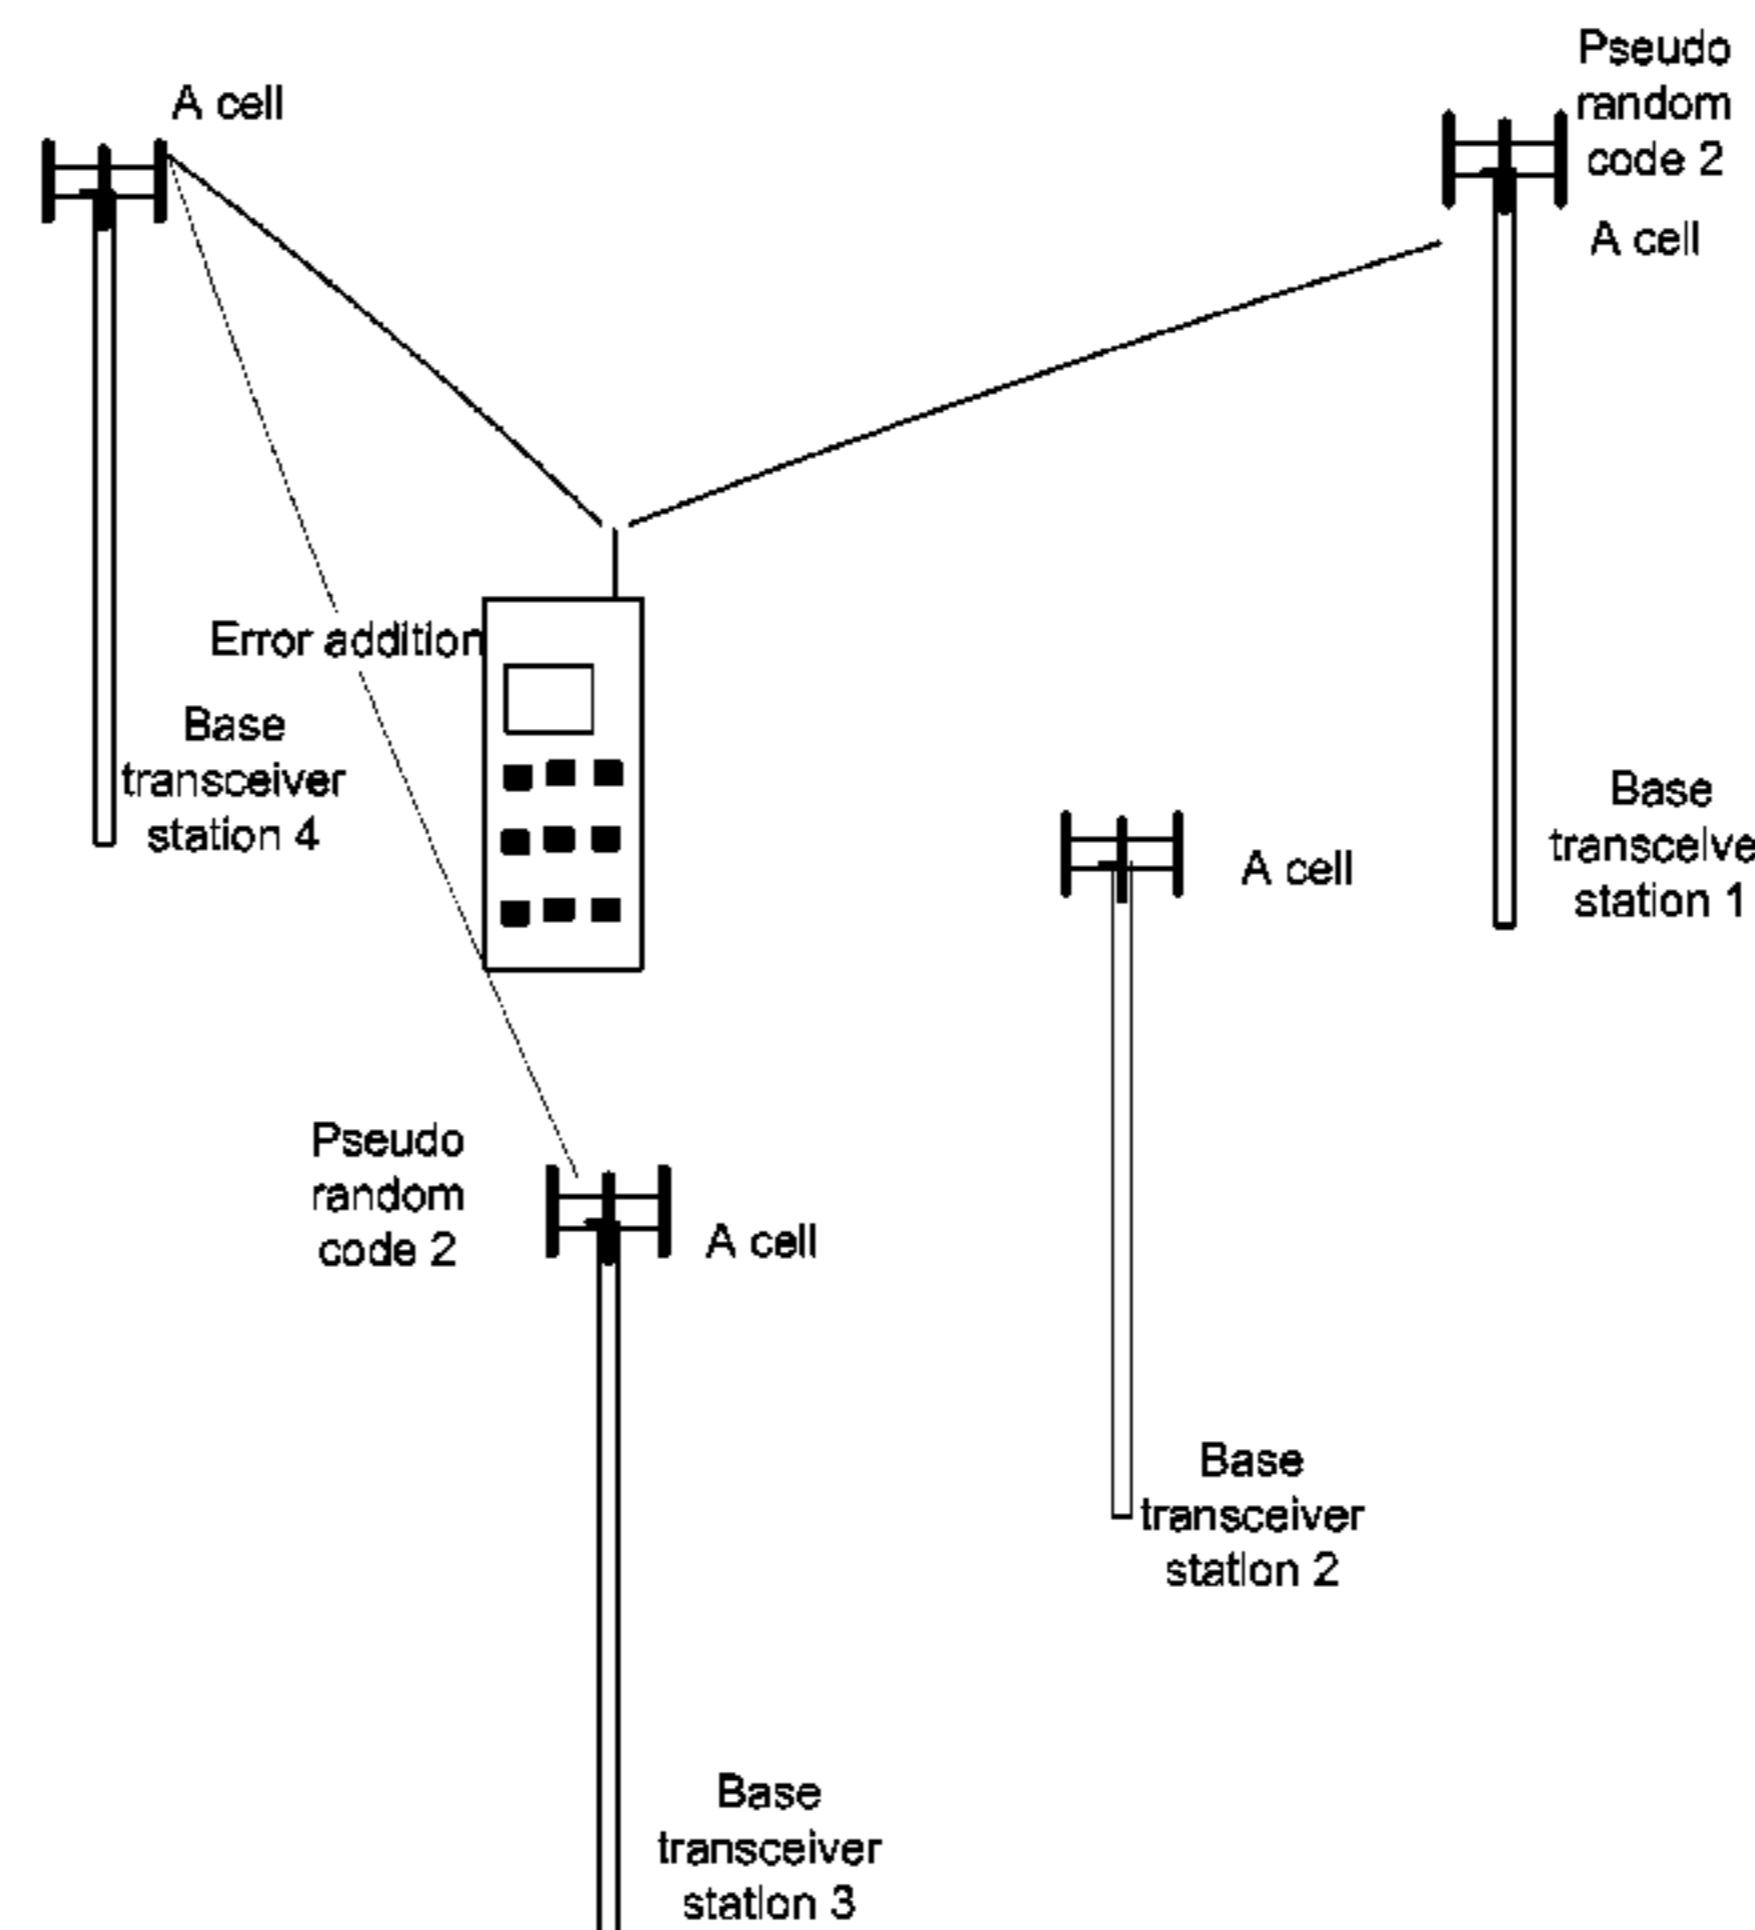 A cell
Pseudo
random
code 2
A cell
Error addition
Base
transceiver
station 4
Base
transceive
station 1
A cell
Pseudo
random
code 2
A cell
Base
transceiver
station 2
Base
transceiver
station 3